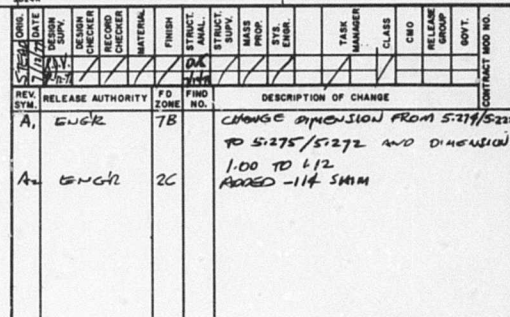 ORIG.
DATE
DESIGN SUPV.
DESIGN CHECKER
RECORD CHECKER
MATERIAL
FINISH
STRUCT. ANAL.
STRUCT. SUPV.
MASS PROP.
SYS. ENGR.
TASK MANAGER
CLASS
CMO
RELEASE GROUP
GOVT.
CONTRACT MOD NO.
REV. SYM. RELEASE AUTHORITY FD ZONE FIND NO. DESCRIPTION OF CHANGE
A1 ENG'R 7B CHANGE DIMENSION FROM
TO 5.275/5.272 AND DIMENSION
1.00 TO 1.12
A2 ENG'R 2C ADDED -114 SHIM